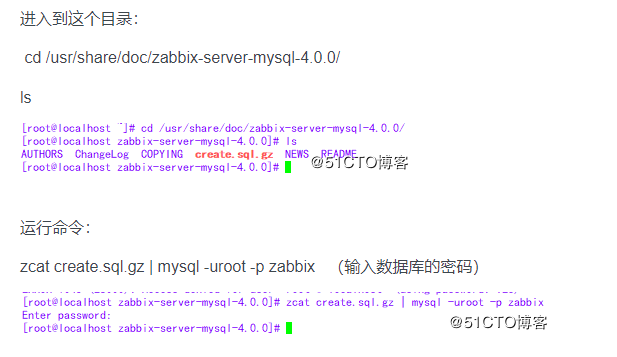 进入到这个目录：
cd /usr/share/doc/zabbix-server-mysql-4.0.0/
ls
[root@localhost ~]# cd /usr/share/doc/zabbix-server-mysql-4.0.0/
[root@localhost zabbix-server-mysql-4.0.0]# ls
AUTHORS ChangeLog COPYING create.sql.gz NEWS README
[root@localhost zabbix-server-mysql-4.0.0]#
@51CTO博客
运行命令：
zcat create.sql.gz | mysql -uroot -p zabbix （输入数据库的密码）
[root@localhost zabbix-server-mysql-4.0.0]# zcat create.sql.gz | mysql -uroot -p zabbix
Enter password:
[root@localhost zabbix-server-mysql-4.0.0]#
@51CTO博客